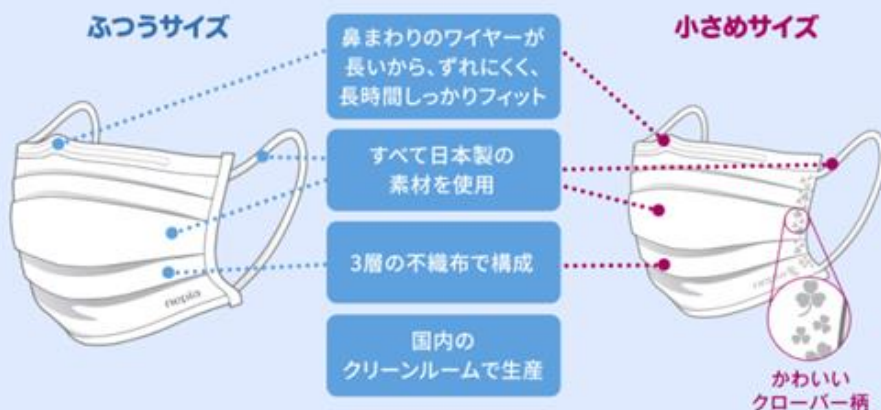 ふつうサイズ
小さめサイズ
鼻まわりのワイヤーが
長いから、ずれにくく、
長時間しっかりフィット
すべて日本製の
素材を使用
3層の不織布で構成
国内の
クリーンルームで生産
nepia
nepia
かわいい
クローバー柄